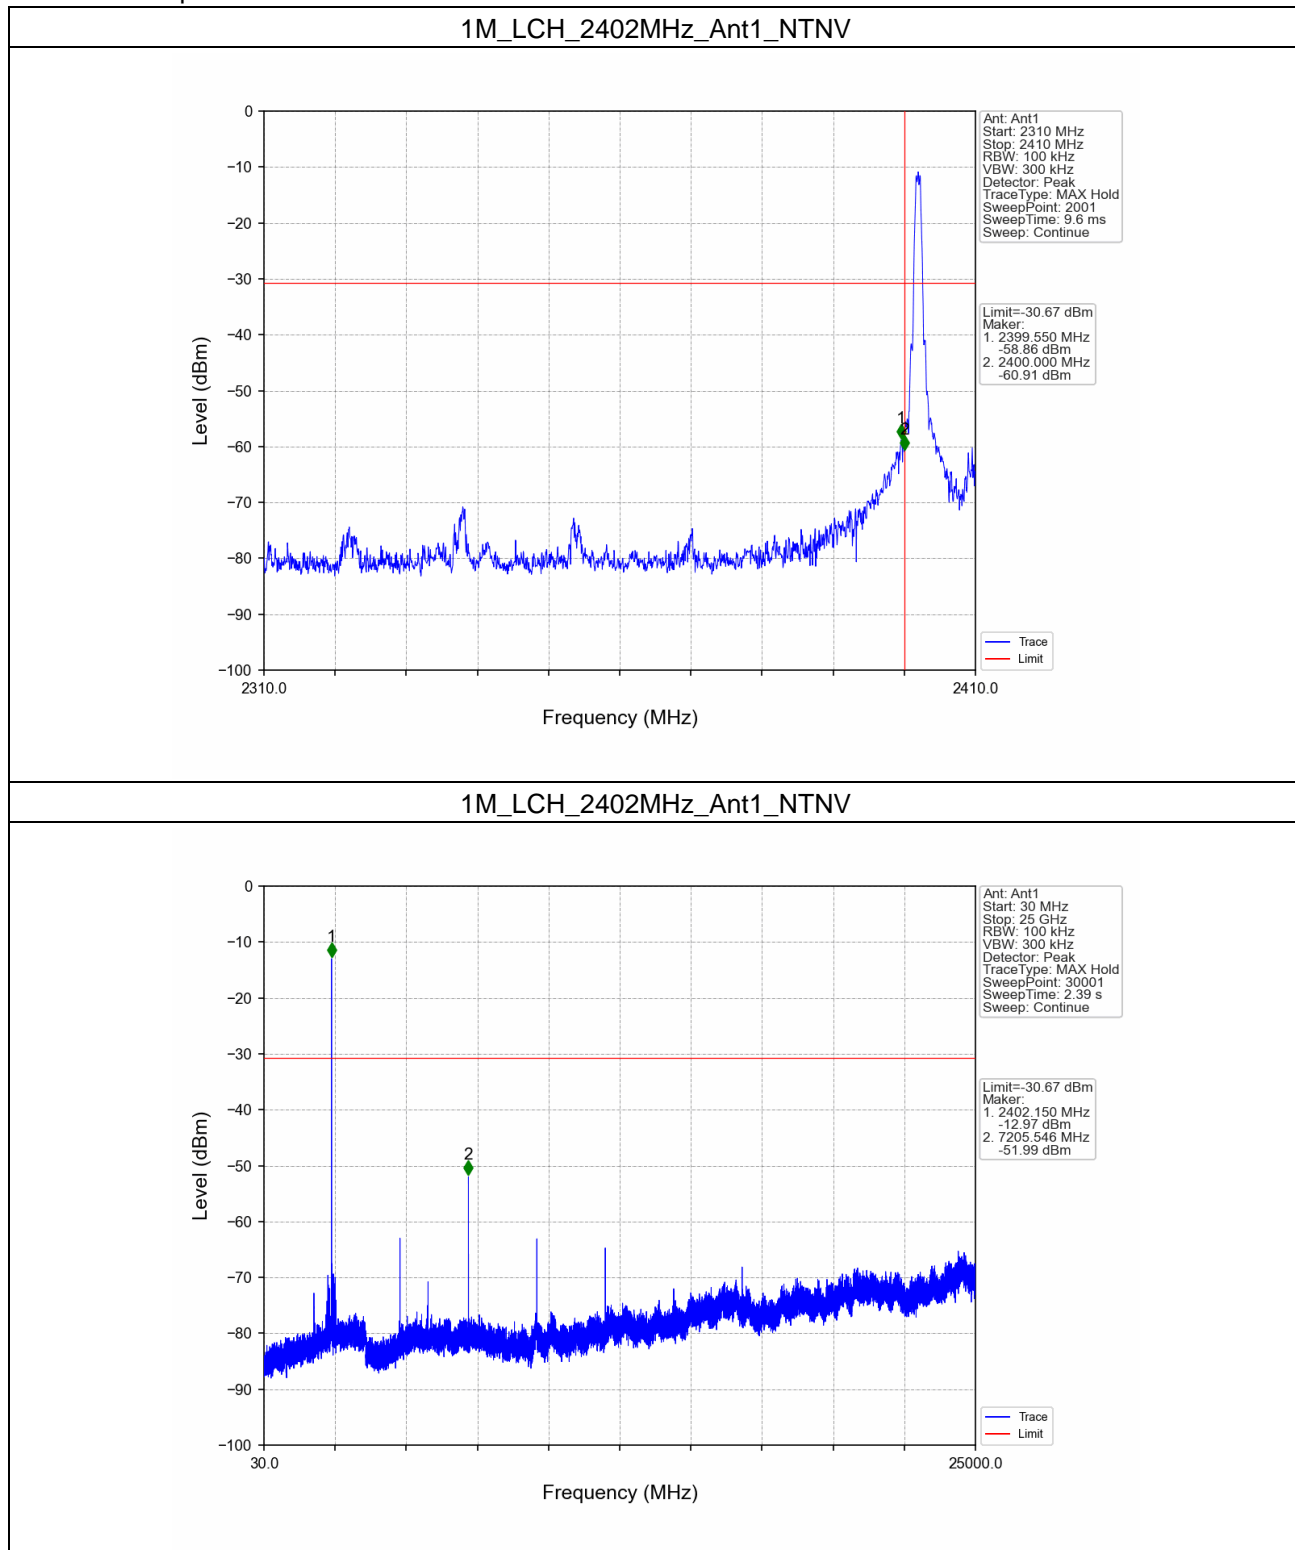 1M_LCH_2402MHz_Ant1_NTNV
0
−10
−20
−30
−40
−50
−60
−70
−80
−90
−100
Level (dBm)
1
2
2310.0
2410.0
Frequency (MHz)
Ant: Ant1
Start: 2310 MHz
Stop: 2410 MHz
RBW: 100 kHz
VBW: 300 kHz
Detector: Peak
TraceType: MAX Hold
SweepPoint: 2001
SweepTime: 9.6 ms
Sweep: Continue
Limit=-30.67 dBm
Maker:
1. 2399.550 MHz
-58.86 dBm
2. 2400.000 MHz
-60.91 dBm
Trace
Limit
1M_LCH_2402MHz_Ant1_NTNV
0
−10
−20
−30
−40
−50
−60
−70
−80
−90
−100
Level (dBm)
1
2
30.0
25000.0
Frequency (MHz)
Ant: Ant1
Start: 30 MHz
Stop: 25 GHz
RBW: 100 kHz
VBW: 300 kHz
Detector: Peak
TraceType: MAX Hold
SweepPoint: 30001
SweepTime: 2.39 s
Sweep: Continue
Limit=-30.67 dBm
Maker:
1. 2402.150 MHz
-12.97 dBm
2. 7205.546 MHz
-51.99 dBm
Trace
Limit